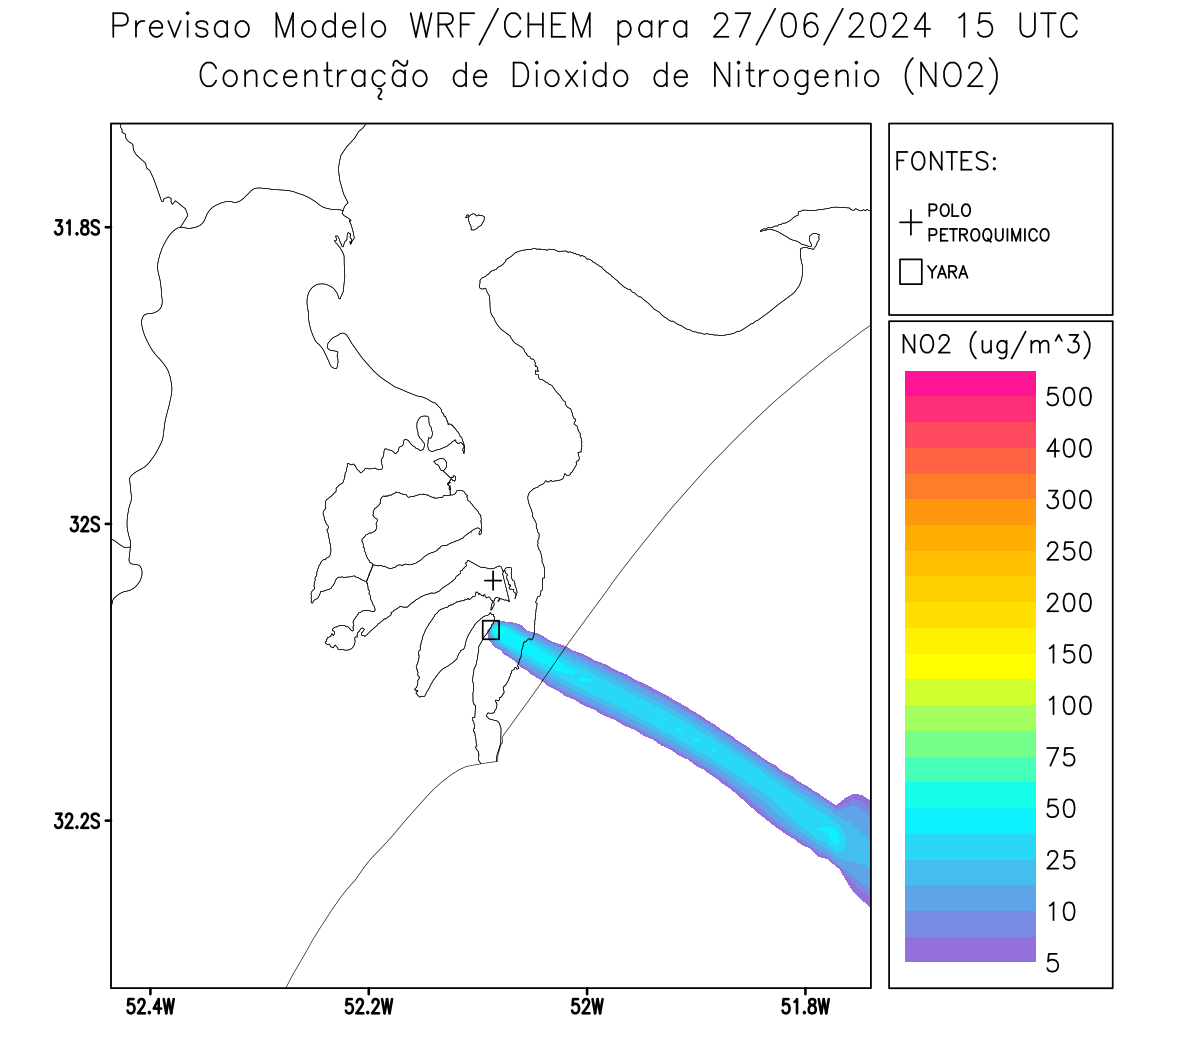 Previsao Modelo WRF/CHEM para 27/06/2024 15 UTC
Concentração de Dioxido de Nitrogenio (NO2)
FONTES:
POLO
PETROQUIMICO
YARA
NO2 (ug/m^3)
500
400
300
250
200
150
100
75
50
25
10
5
31.8S
32S
32.2S
52.4W
52.2W
52W
51.8W